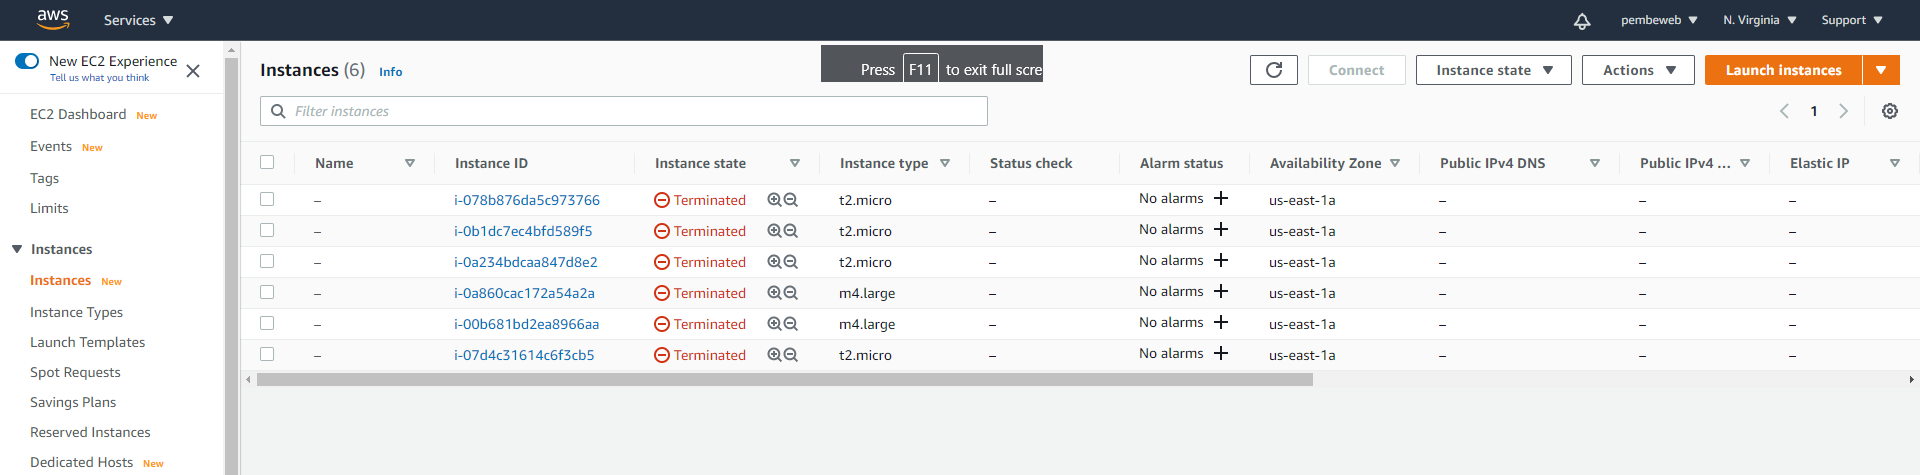 aws Services pembeweb N. Virginia Support
New EC2 Experience
Tell us what you think
EC2 Dashboard New
Events New
Tags
Limits
Instances
Instances New
Instance Types
Launch Templates
Spot Requests
Savings Plans
Reserved Instances
Dedicated Hosts New
Instances (6) Info
Press F11 to exit full scre
Connect Instance state Actions Launch instances
Filter instances
1
Name Instance ID Instance state Instance type Status check Alarm status Availability Zone Public IPv4 DNS Public IPv4 ... Elastic IP
– i-078b876da5c973766 Terminated t2.micro – No alarms + us-east-1a – – –
– i-0b1dc7ec4bfd589f5 Terminated t2.micro – No alarms + us-east-1a – – –
– i-0a234bdcaa847d8e2 Terminated t2.micro – No alarms + us-east-1a – – –
– i-0a860cac172a54a2a Terminated m4.large – No alarms + us-east-1a – – –
– i-00b681bd2ea8966aa Terminated m4.large – No alarms + us-east-1a – – –
– i-07d4c31614c6f3cb5 Terminated t2.micro – No alarms + us-east-1a – – –